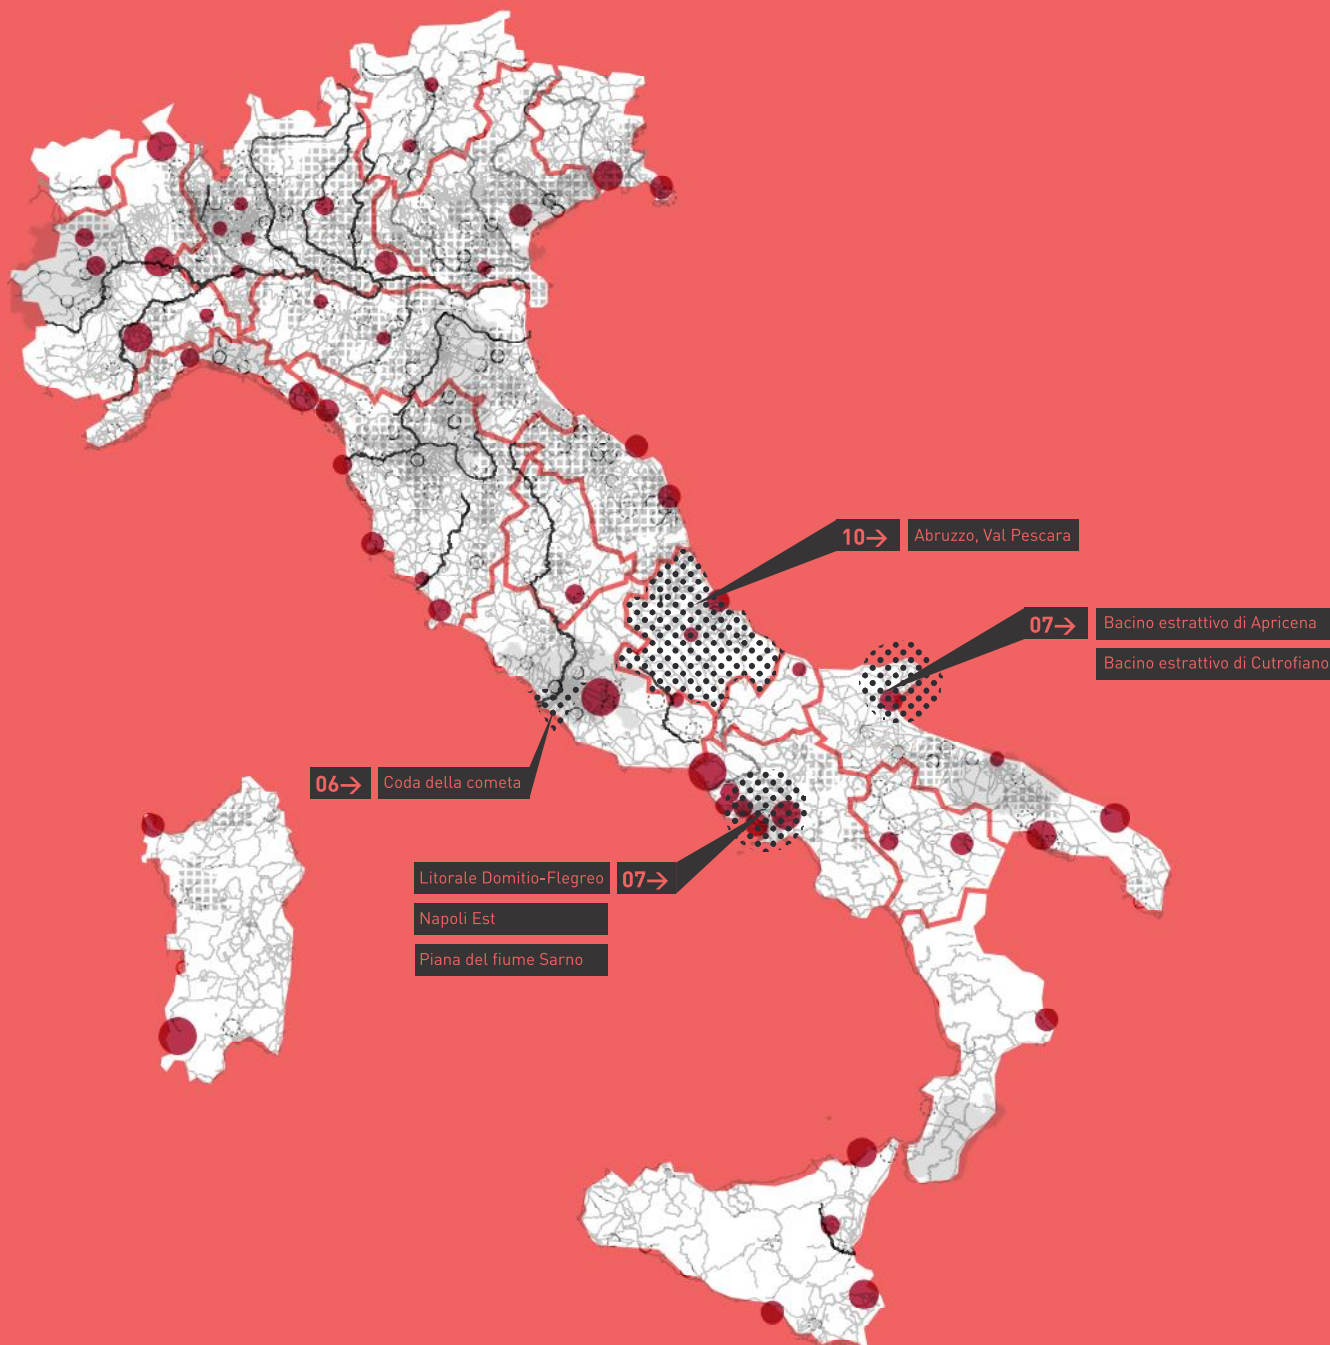 10→ Abruzzo, Val Pescara
07→ Bacino estrattivo di Apricena
Bacino estrattivo di Cutrofiano
06→ Coda della cometa
Litorale Domitio-Flegreo 07→
Napoli Est
Piana del fiume Sarno